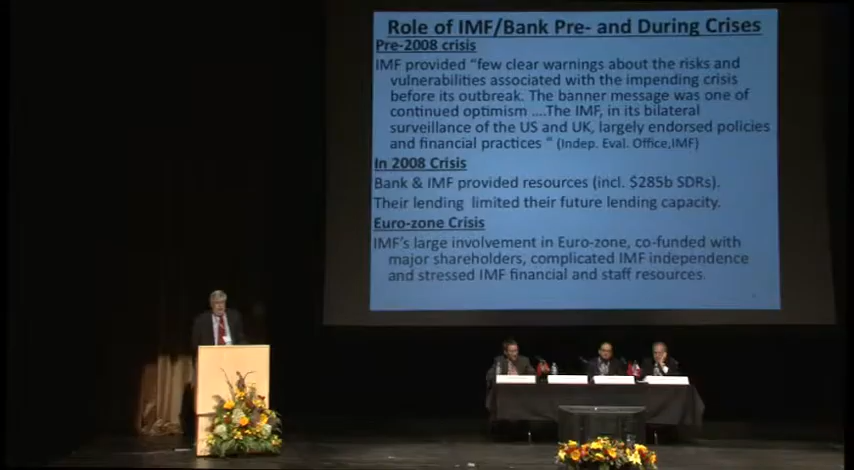 Role of IMF/Bank Pre- and During Crises
Pre-2008 crisis
IMF provided "few clear warnings about the risks and
vulnerabilities associated with the impending crisis
before its outbreak. The banner message was one of
continued optimism ....The IMF, in its bilateral
surveillance of the US and UK, largely endorsed policies
and financial practices " (Indep. Eval. Office,IMF)
In 2008 Crisis
Bank & IMF provided resources (incl. $285b SDRs).
Their lending limited their future lending capacity.
Euro-zone Crisis
IMF's large involvement in Euro-zone, co-funded with
major shareholders, complicated IMF independence
and stressed IMF financial and staff resources.